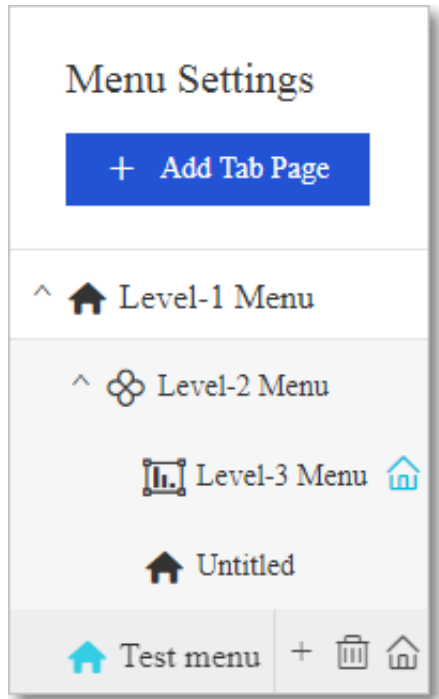 Menu Settings
+ Add Tab Page
Level-1 Menu
Level-2 Menu
Level-3 Menu
Untitled
Test menu +